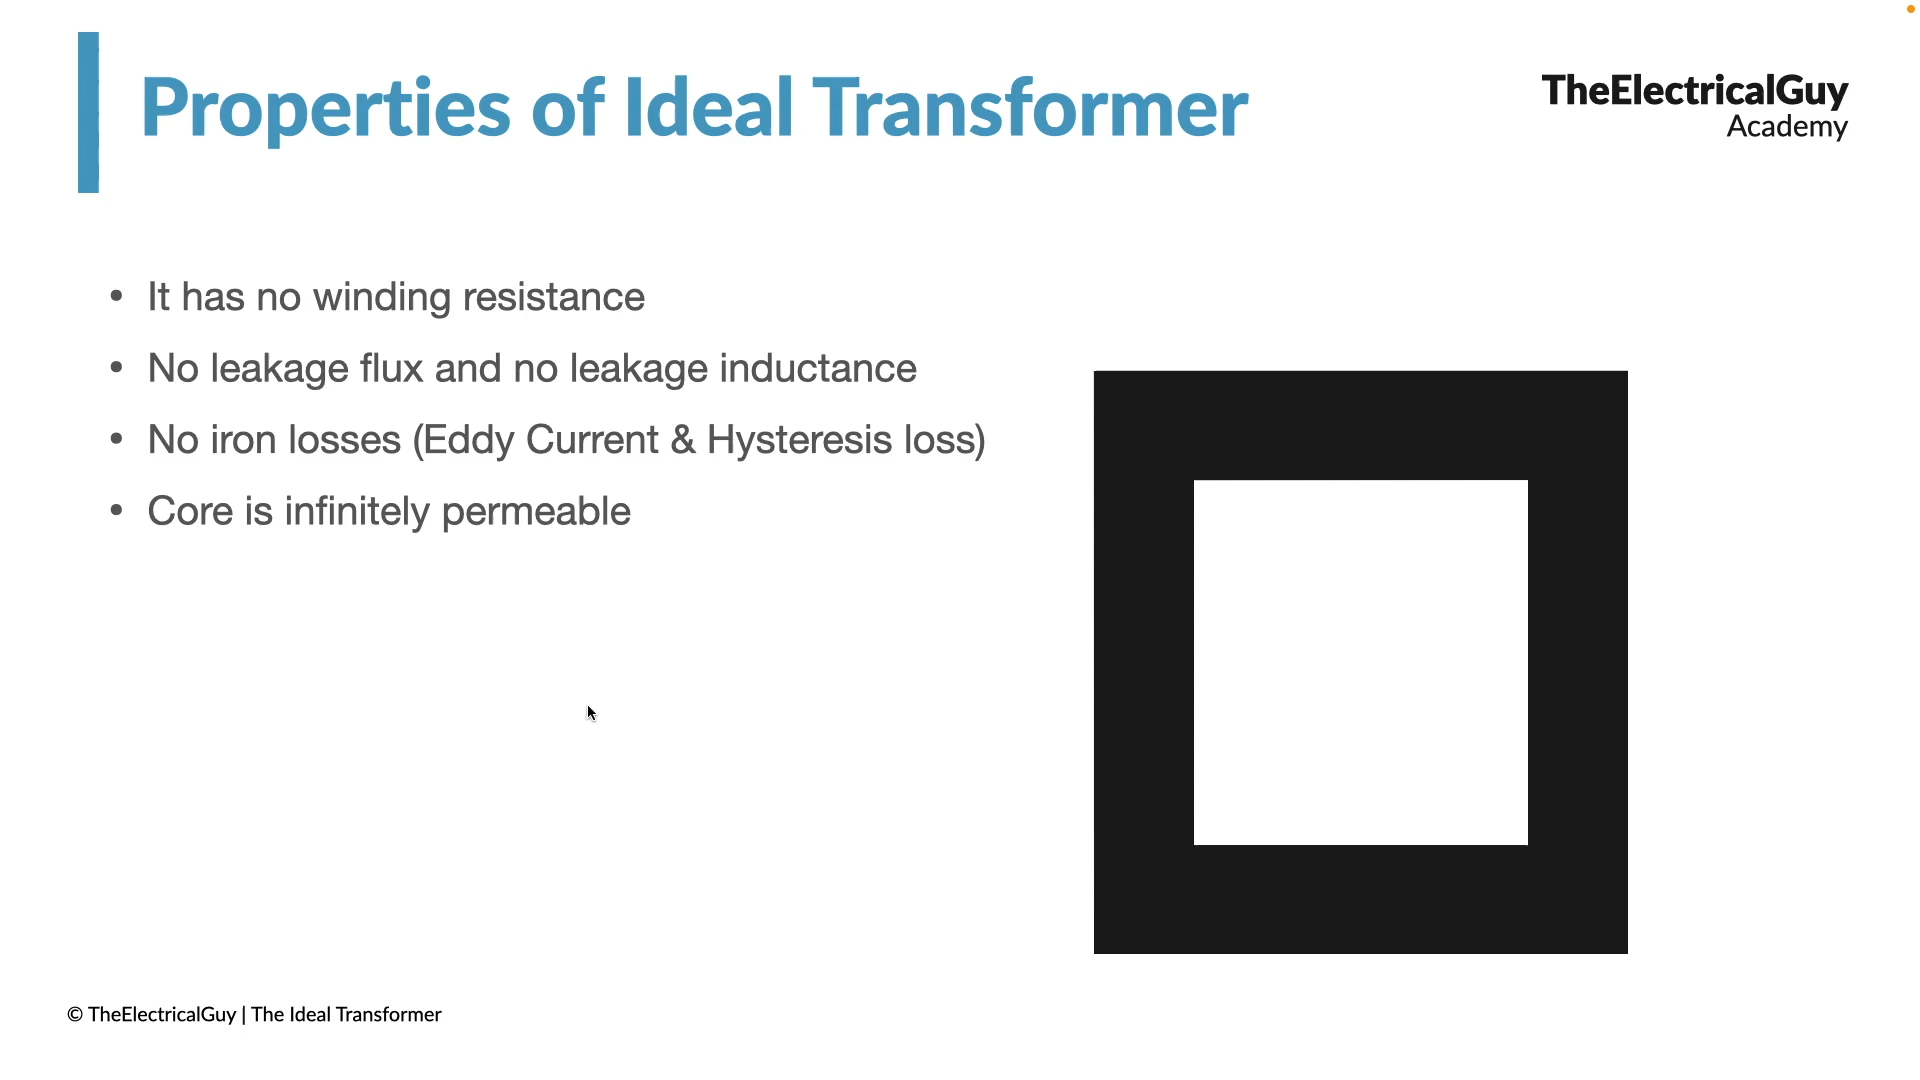 Properties of Ideal Transformer
TheElectricalGuy
Academy
• It has no winding resistance
• No leakage flux and no leakage inductance
• No iron losses (Eddy Current & Hysteresis loss)
• Core is infinitely permeable
© TheElectricalGuy | The Ideal Transformer